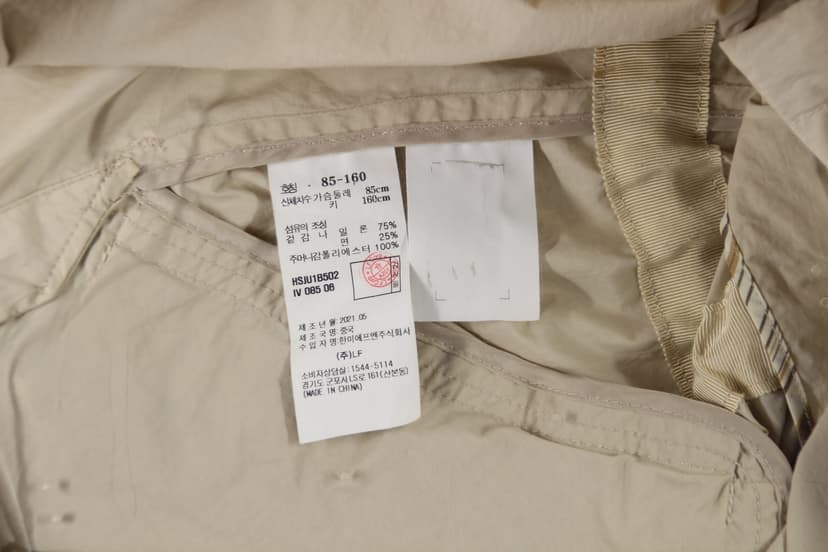 호칭 · 85-160
신체치수 가슴둘레 85cm
키 160cm
섬유의 조성
겉감 나일론 75%
면 25%
주머니감 폴리에스터 100%
HSJU1B502
IV 085 06
제조년월: 2021.05
제조국명: 중국
수입자명: 한미에프엔주식회사
(주)LF
소비자상담실: 1544-5114
경기도 군포시 LS로 161(산본동)
(MADE IN CHINA)